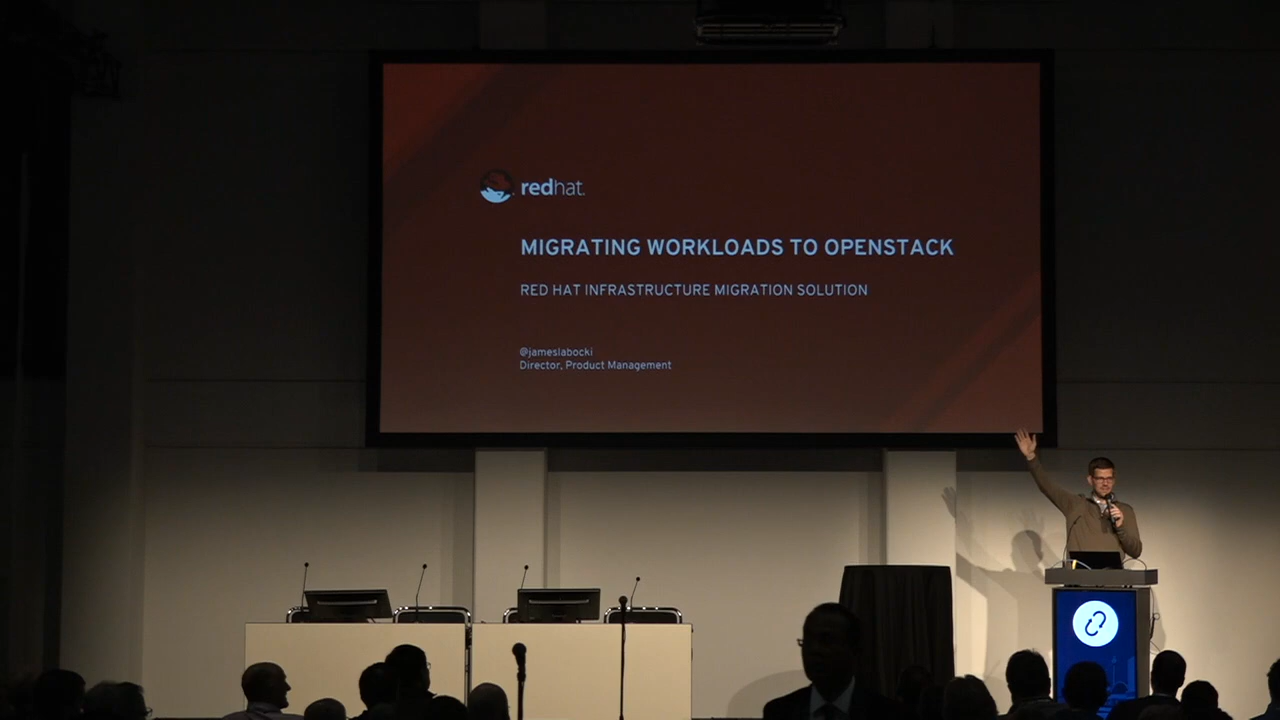 redhat.
MIGRATING WORKLOADS TO OPENSTACK
RED HAT INFRASTRUCTURE MIGRATION SOLUTION
@jameslabocki
Director, Product Management